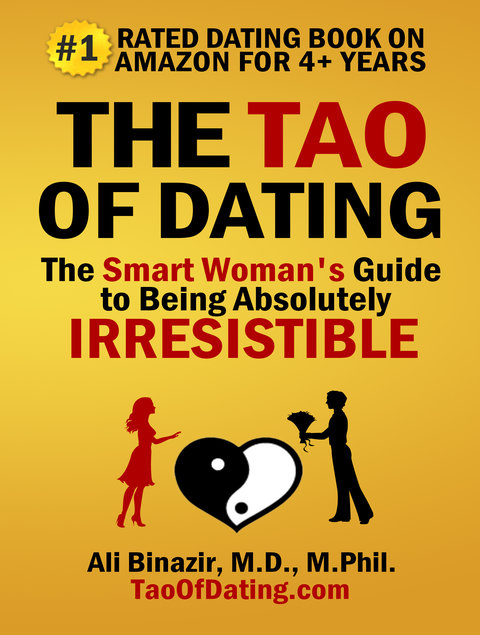 #1
RATED DATING BOOK ON
AMAZON FOR 4+ YEARS
THE TAO
OF DATING
The Smart Woman's Guide
to Being Absolutely
IRRESISTIBLE
Ali Binazir, M.D., M.Phil.
TaoOfDating.com